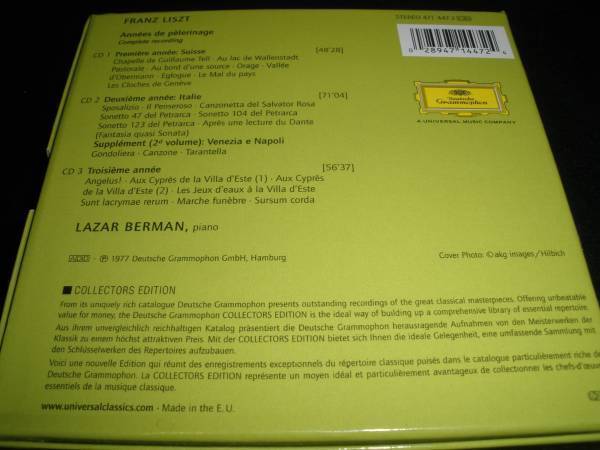 FRANZ LISZT
STEREO 471 447-2
Années de pèlerinage
Complete recording
CD 1 Première année: Suisse [48'28]
Chapelle de Guillaume Tell · Au lac de Wallenstadt
Pastorale · Au bord d'une source · Orage · Vallée
d'Obermann · Eglogue · Le Mal du pays
Les Cloches de Genève
0 28947 14472 6
Deutsche
Grammophon
A UNIVERSAL MUSIC COMPANY
CD 2 Deuxième année: Italie [71'04]
Sposalizio · Il Penseroso · Canzonetta del Salvator Rosa
Sonetto 47 del Petrarca · Sonetto 104 del Petrarca
Sonetto 123 del Petrarca · Après une lecture du Dante
(Fantasia quasi Sonata)
Supplément (2e volume): Venezia e Napoli
Gondoliera · Canzone · Tarantella
CD 3 Troisième année [56'37]
Angelus! · Aux Cyprès de la Villa d'Este (1) · Aux Cyprès
de la Villa d'Este (2) · Les Jeux d'eaux à la Villa d'Este
Sunt lacrymae rerum · Marche funèbre · Sursum corda
LAZAR BERMAN, piano
ADD · ℗ 1977 Deutsche Grammophon GmbH, Hamburg
Cover Photo: © akg images / Hilbich
■ COLLECTORS EDITION
From its uniquely rich catalogue Deutsche Grammophon presents outstanding recordings of the great classical masterpieces. Offering unbeatable
value for money, the Deutsche Grammophon COLLECTORS EDITION is the ideal way of building up a comprehensive library of essential repertoire.
Aus ihrem unvergleichlich reichhaltigen Katalog präsentiert die Deutsche Grammophon herausragende Aufnahmen von den Meisterwerken der
Klassik zu einem höchst attraktiven Preis. Mit der COLLECTORS EDITION bietet sich Ihnen die ideale Gelegenheit, eine umfassende Sammlung mit
den Schlüsselwerken des Repertoires aufzubauen.
Voici une nouvelle Edition qui réunit des enregistrements exceptionnels du répertoire classique puisés dans le catalogue particulièrement riche de
Deutsche Grammophon. La COLLECTORS EDITION représente un moyen idéal et particulièrement avantageux de collectionner les chefs-d'œuvre
essentiels de la musique classique.
www.universalclassics.com · Made in the E. U.